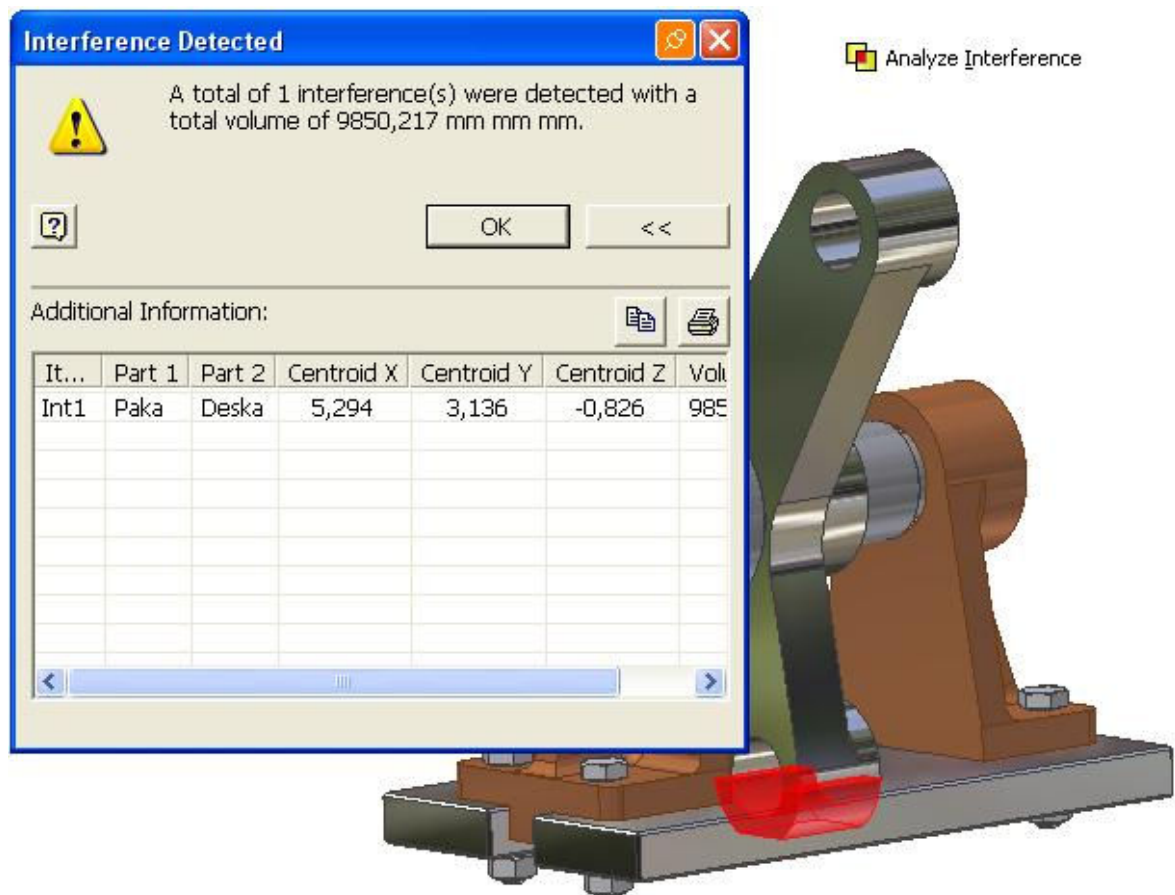 Interference Detected
Analyze Interference
A total of 1 interference(s) were detected with a
total volume of 9850,217 mm mm mm.
OK <<
Additional Information:
It... Part 1 Part 2 Centroid X Centroid Y Centroid Z Volu
Int1 Paka Deska 5,294 3,136 -0,826 985